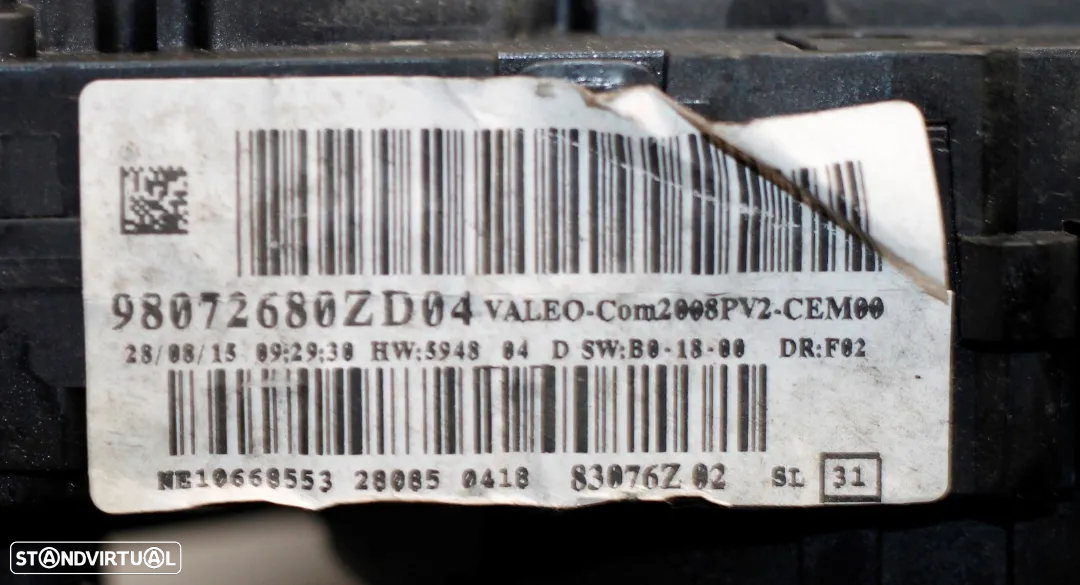 98072680ZD04 VALEO-Com2008PV2-CEM00
28/08/15 09:29:30 HW:5948 04 D SW:B0-18-00 DR:F02
NE10668553 28085 0418 83076Z 02 SL 31
STANDVIRTUAL